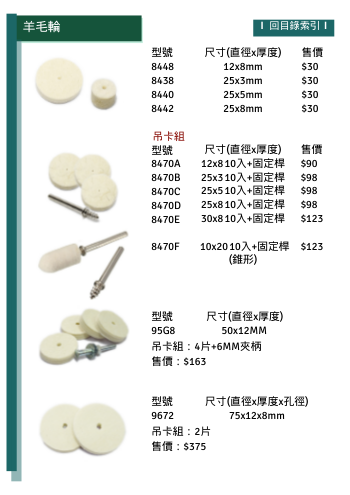 羊毛輪
回目錄索引
型號 尺寸(直徑x厚度) 售價
8448 12x8mm $30
8438 25x3mm $30
8440 25x5mm $30
8442 25x8mm $30
吊卡組
型號 尺寸(直徑x厚度) 售價
8470A 12x8 10入+固定桿 $90
8470B 25x3 10入+固定桿 $98
8470C 25x5 10入+固定桿 $98
8470D 25x8 10入+固定桿 $98
8470E 30x8 10入+固定桿 $123
8470F 10x20 10入+固定桿 $123
(錐形)
型號 尺寸(直徑x厚度)
95G8 50x12MM
吊卡組：4片+6MM夾柄
售價：$163
型號 尺寸(直徑x厚度x孔徑)
9672 75x12x8mm
吊卡組：2片
售價：$375